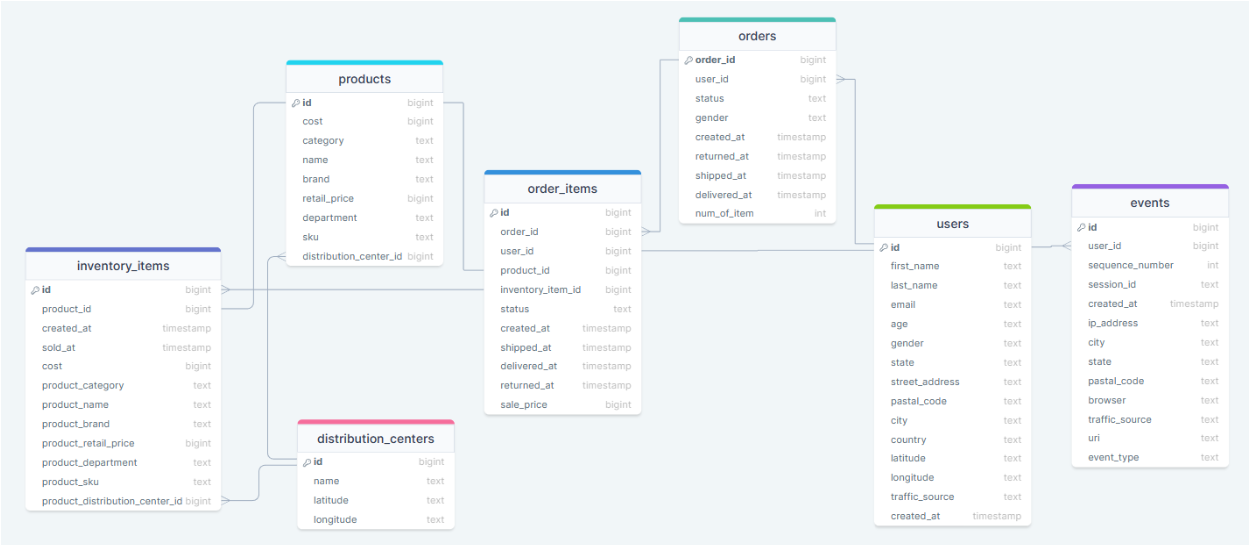 orders
order_id bigint
user_id bigint
status text
gender text
created_at timestamp
returned_at timestamp
shipped_at timestamp
delivered_at timestamp
num_of_item int
products
id bigint
cost bigint
category text
name text
brand text
retail_price bigint
department text
sku text
distribution_center_id bigint
order_items
id bigint
order_id bigint
user_id bigint
product_id bigint
inventory_item_id bigint
status text
created_at timestamp
shipped_at timestamp
delivered_at timestamp
returned_at timestamp
sale_price bigint
events
id bigint
user_id bigint
sequence_number int
session_id text
created_at timestamp
ip_address text
city text
state text
pastal_code text
browser text
traffic_source text
uri text
event_type text
users
id bigint
first_name text
last_name text
email text
age text
gender text
state text
street_address text
pastal_code text
city text
country text
latitude text
longitude text
traffic_source text
created_at timestamp
inventory_items
id bigint
product_id bigint
created_at timestamp
sold_at timestamp
cost bigint
product_category text
product_name text
product_brand text
product_retail_price bigint
product_department text
product_sku text
product_distribution_center_id bigint
distribution_centers
id bigint
name text
latitude text
longitude text